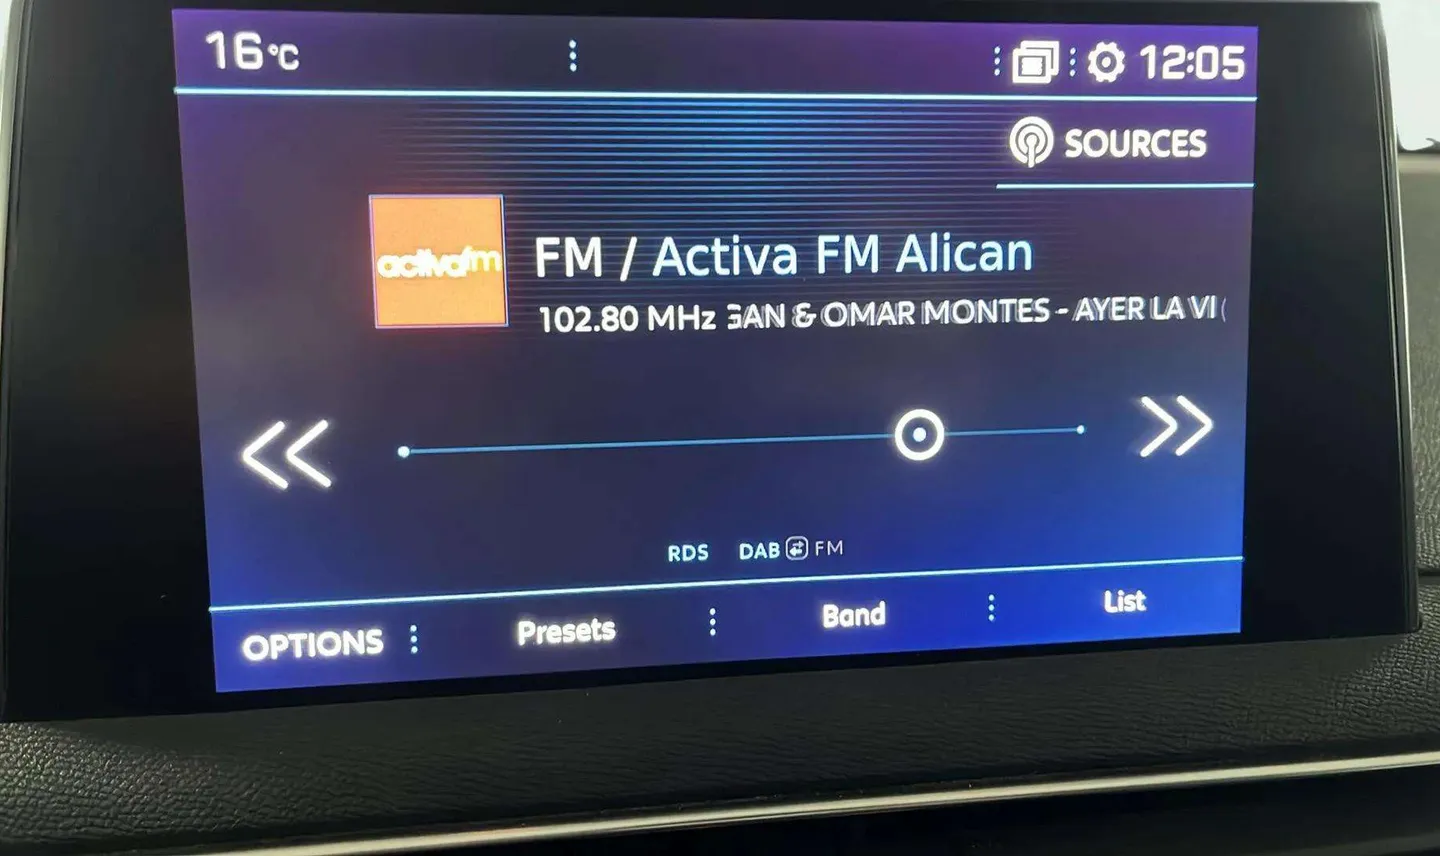 16°C
12:05
SOURCES
activafm
FM / Activa FM Alican
102.80 MHz GAN & OMAR MONTES - AYER LA VI
RDS DAB FM
OPTIONS Presets Band List